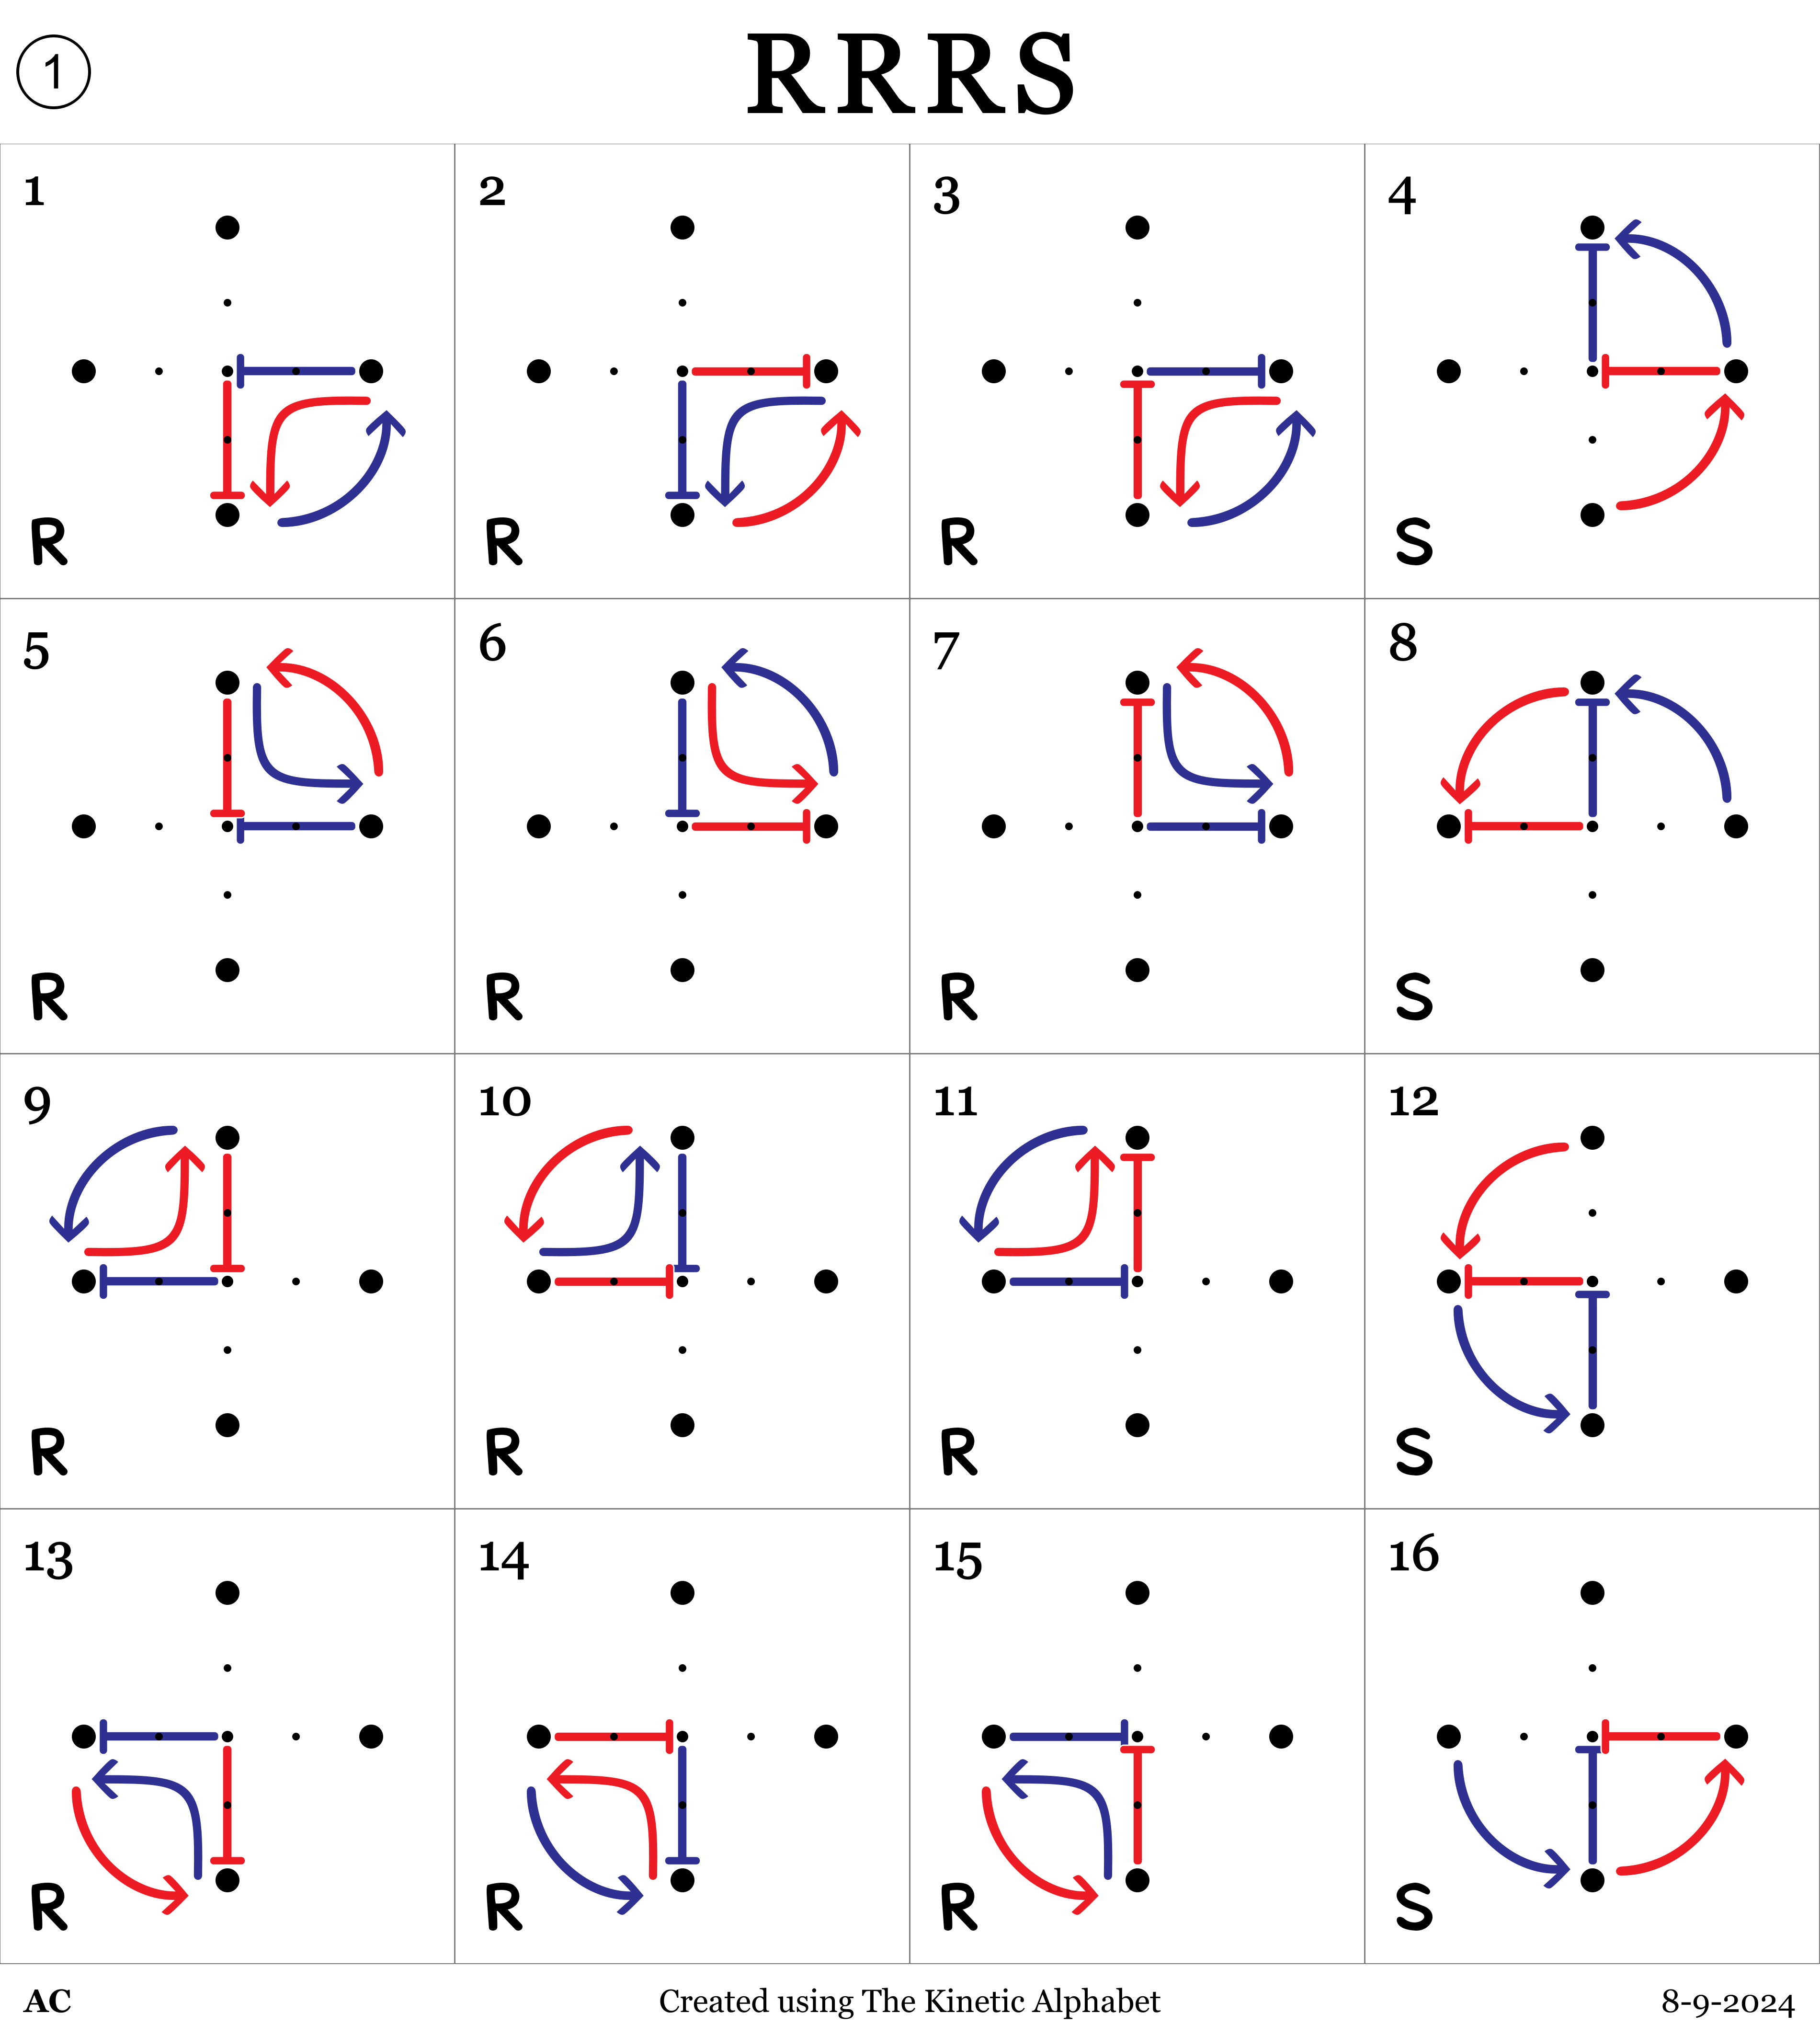 1
RRRS
1 2 3 4
R R R S
5 6 7 8
R R R S
9 10 11 12
R R R S
13 14 15 16
R R R S
AC Created using The Kinetic Alphabet 8-9-2024